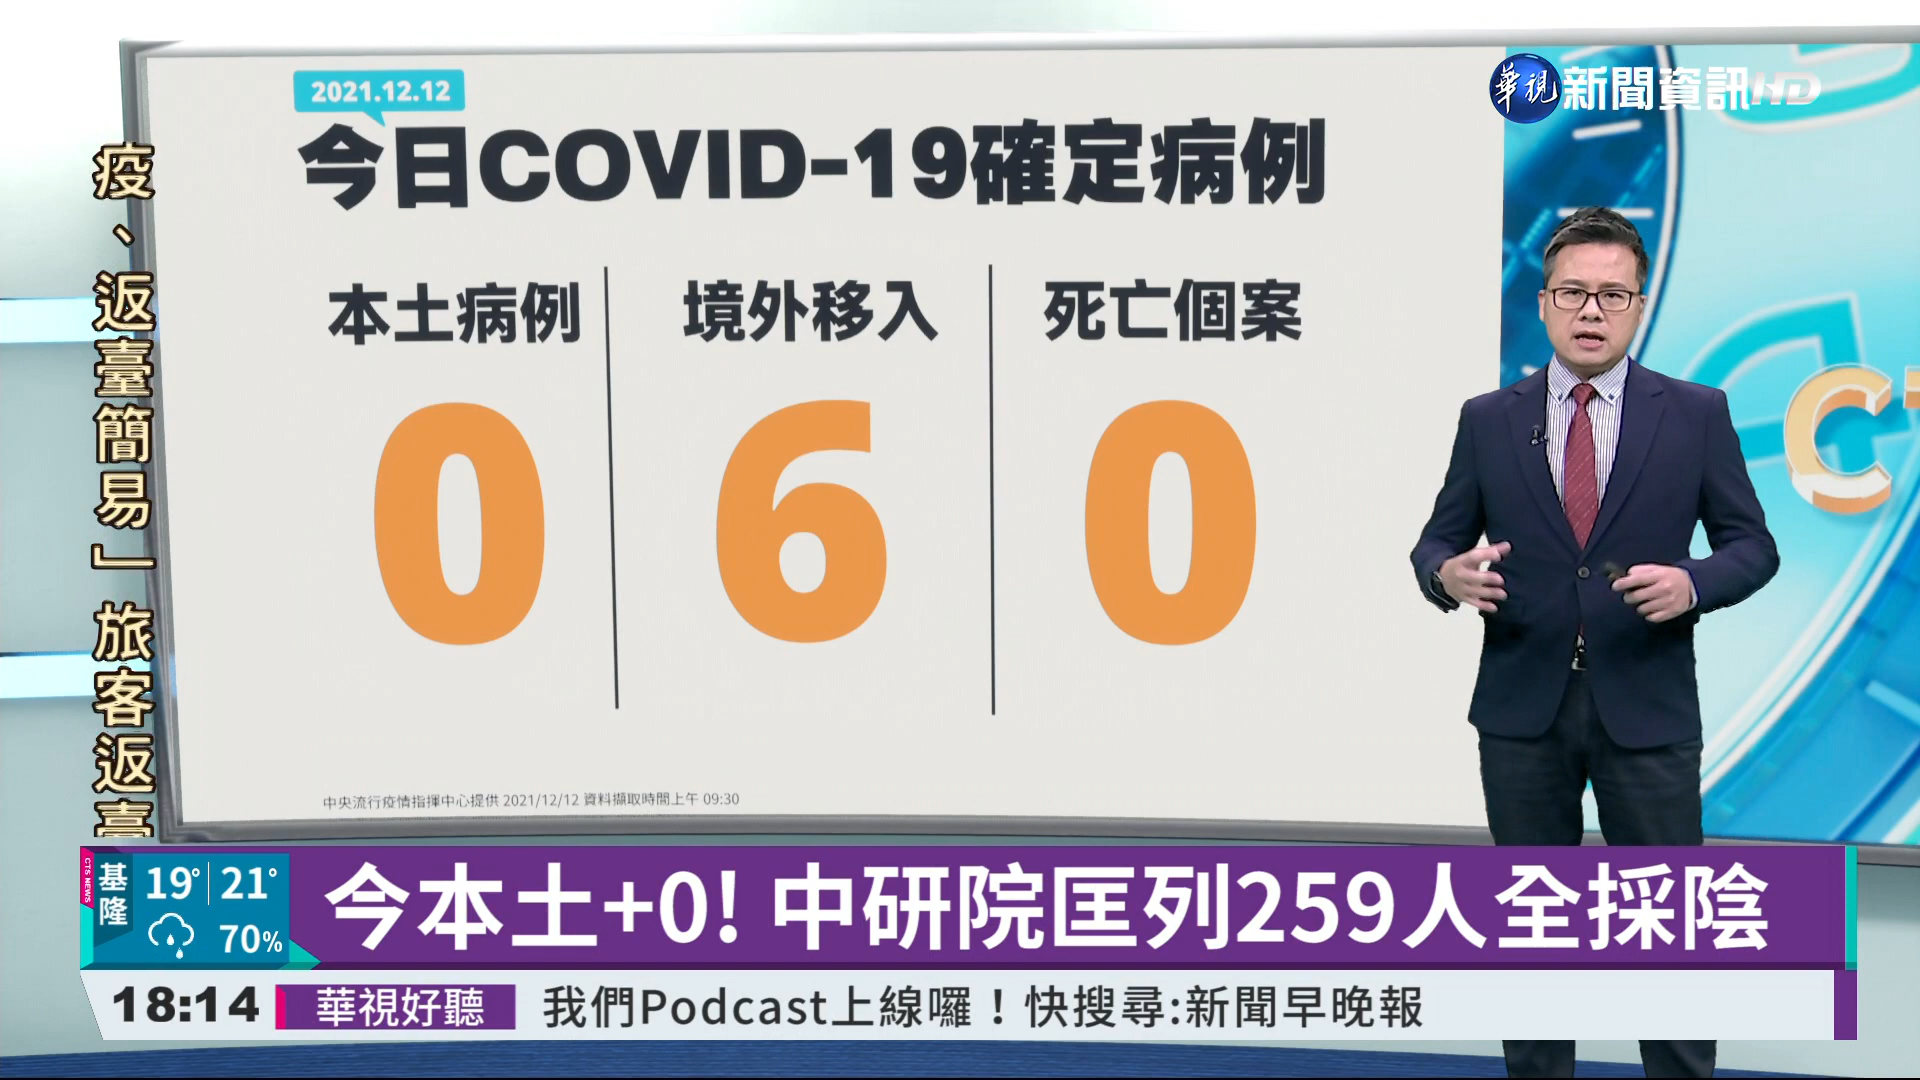 2021.12.12
今日COVID-19確定病例
本土病例
境外移入
死亡個案
0
6
0
中央流行疫情指揮中心提供 2021/12/12 資料擷取時間上午 09:30
華視新聞資訊HD
疫、返臺簡易」旅客返臺
CTS NEWS
基隆
19° 21°
70%
今本土+0! 中研院匡列259人全採陰
18:14
華視好聽
我們Podcast上線囉！快搜尋:新聞早晚報